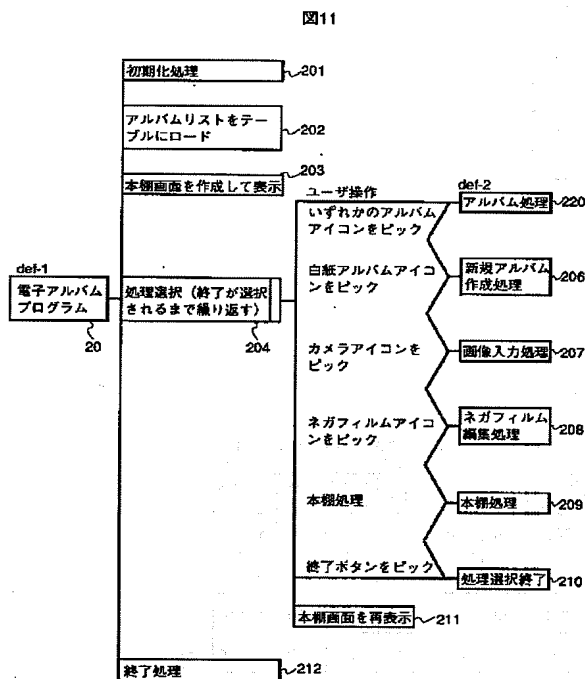 図11
初期化処理
201
アルバムリストをテー
ブルにロード
202
203
本棚画面を作成して表示
def-1
電子アルバム
プログラム
20
処理選択（終了が選択
されるまで繰り返す）
204
ユーザ操作
いずれかのアルバム
アイコンをピック
def-2
アルバム処理
220
白紙アルバムアイコ
ンをピック
新規アルバム
作成処理
206
カメラアイコンを
ピック
画像入力処理
207
ネガフィルムアイコ
ンをピック
ネガフィルム
編集処理
208
本棚処理
本棚処理
209
終了ボタンをピック
処理選択終了
210
本棚画面を再表示
211
終了処理
212